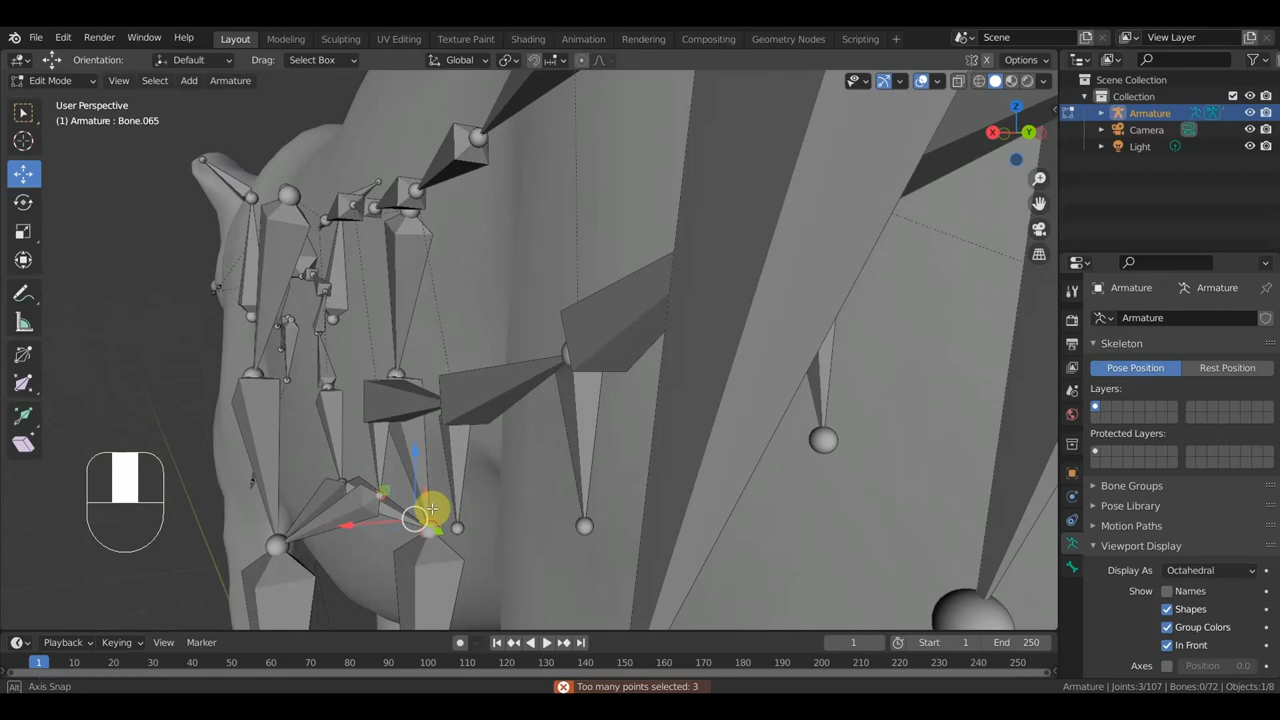 File Edit Render Window Help Layout Modeling Sculpting UV Editing Texture Paint Shading Animation Rendering Compositing Geometry Nodes Scripting + Scene View Layer
Orientation: Default Drag: Select Box Global Options
Edit Mode View Select Add Armature
User Perspective
(1) Armature : Bone.065
Z
X Y
Scene Collection
Collection
Armature
Camera
Light
Armature Armature
Armature
Skeleton
Pose Position Rest Position
Layers:
Protected Layers:
Bone Groups
Pose Library
Motion Paths
Viewport Display
Display As Octahedral
Show Names
Shapes
Group Colors
In Front
Axes Position 0.0
Playback Keying View Marker 1 Start 1 End 250
1 10 20 30 40 50 60 70 80 90 100 110 120 130 140 150 160 170 180 190 200 210 220 230 240 250
Alt Axis Snap Too many points selected: 3 Armature | Joints:3/107 | Bones:0/72 | Objects:1/8